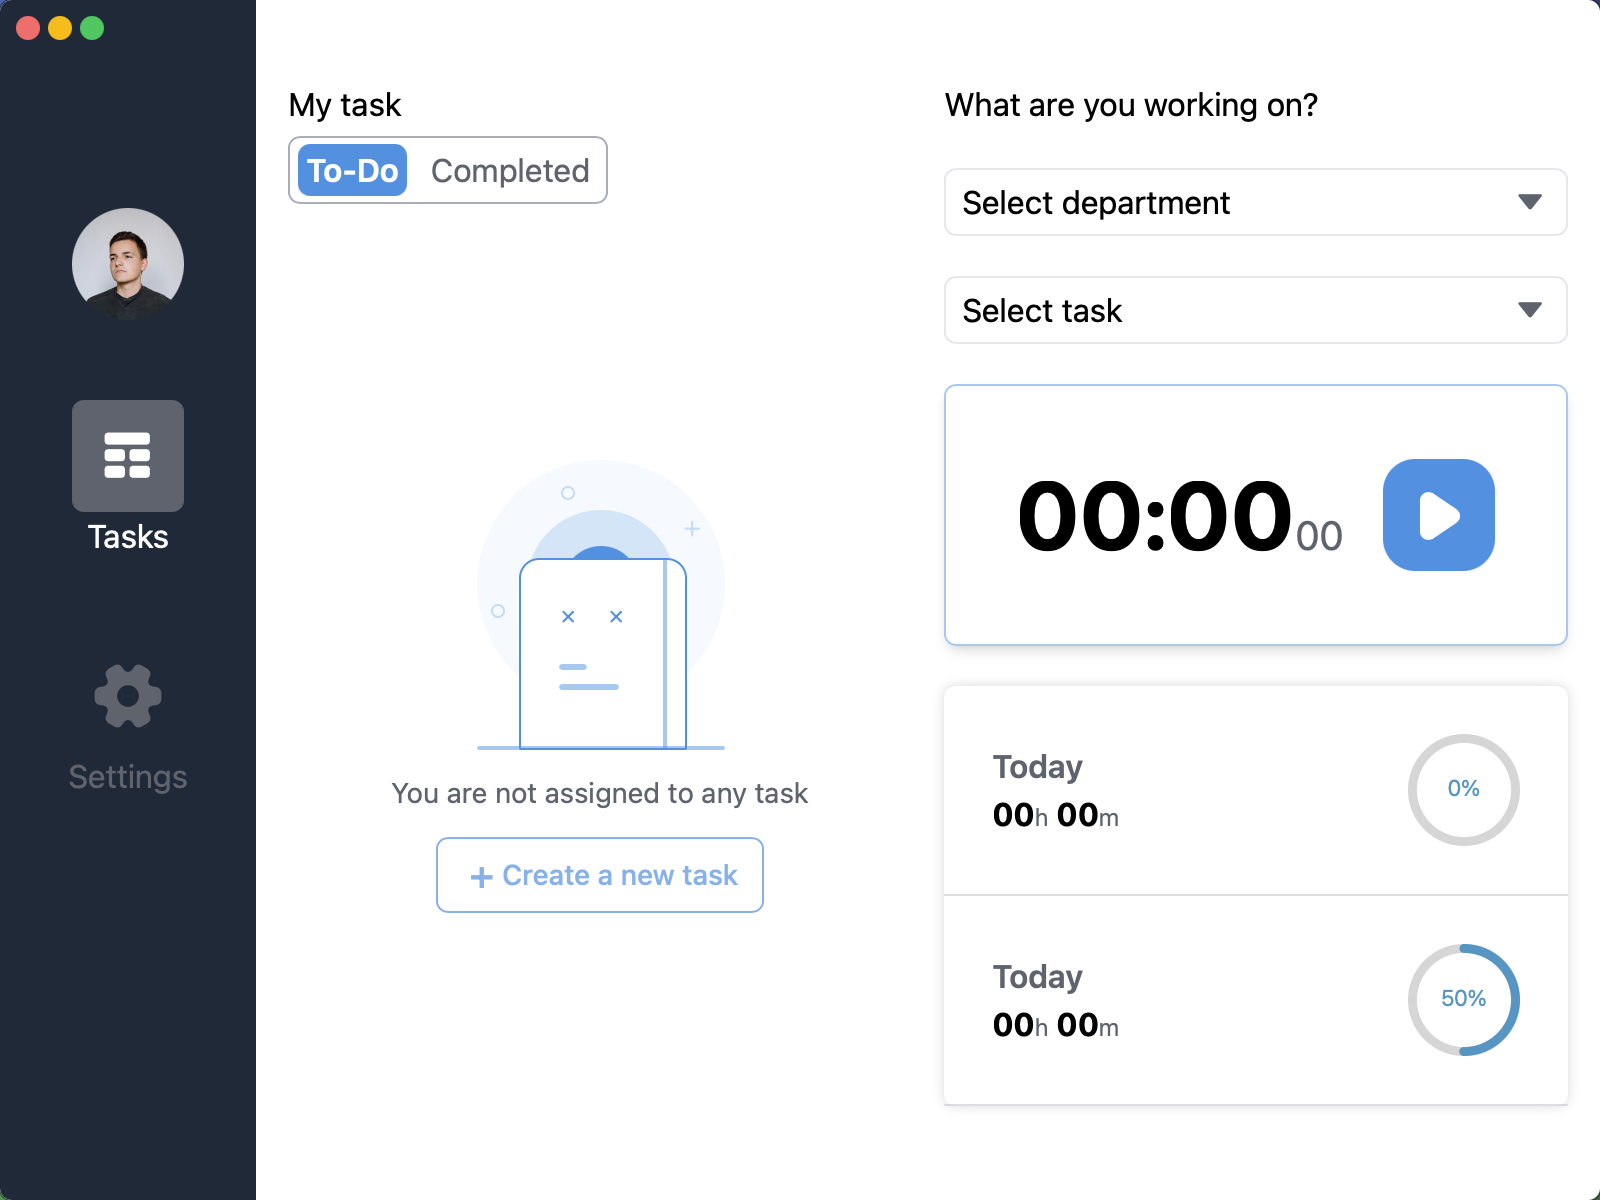 Tasks
Settings
My task
To-Do Completed
You are not assigned to any task
+ Create a new task
What are you working on?
Select department
Select task
00:00 00
Today
00h 00m
0%
Today
00h 00m
50%